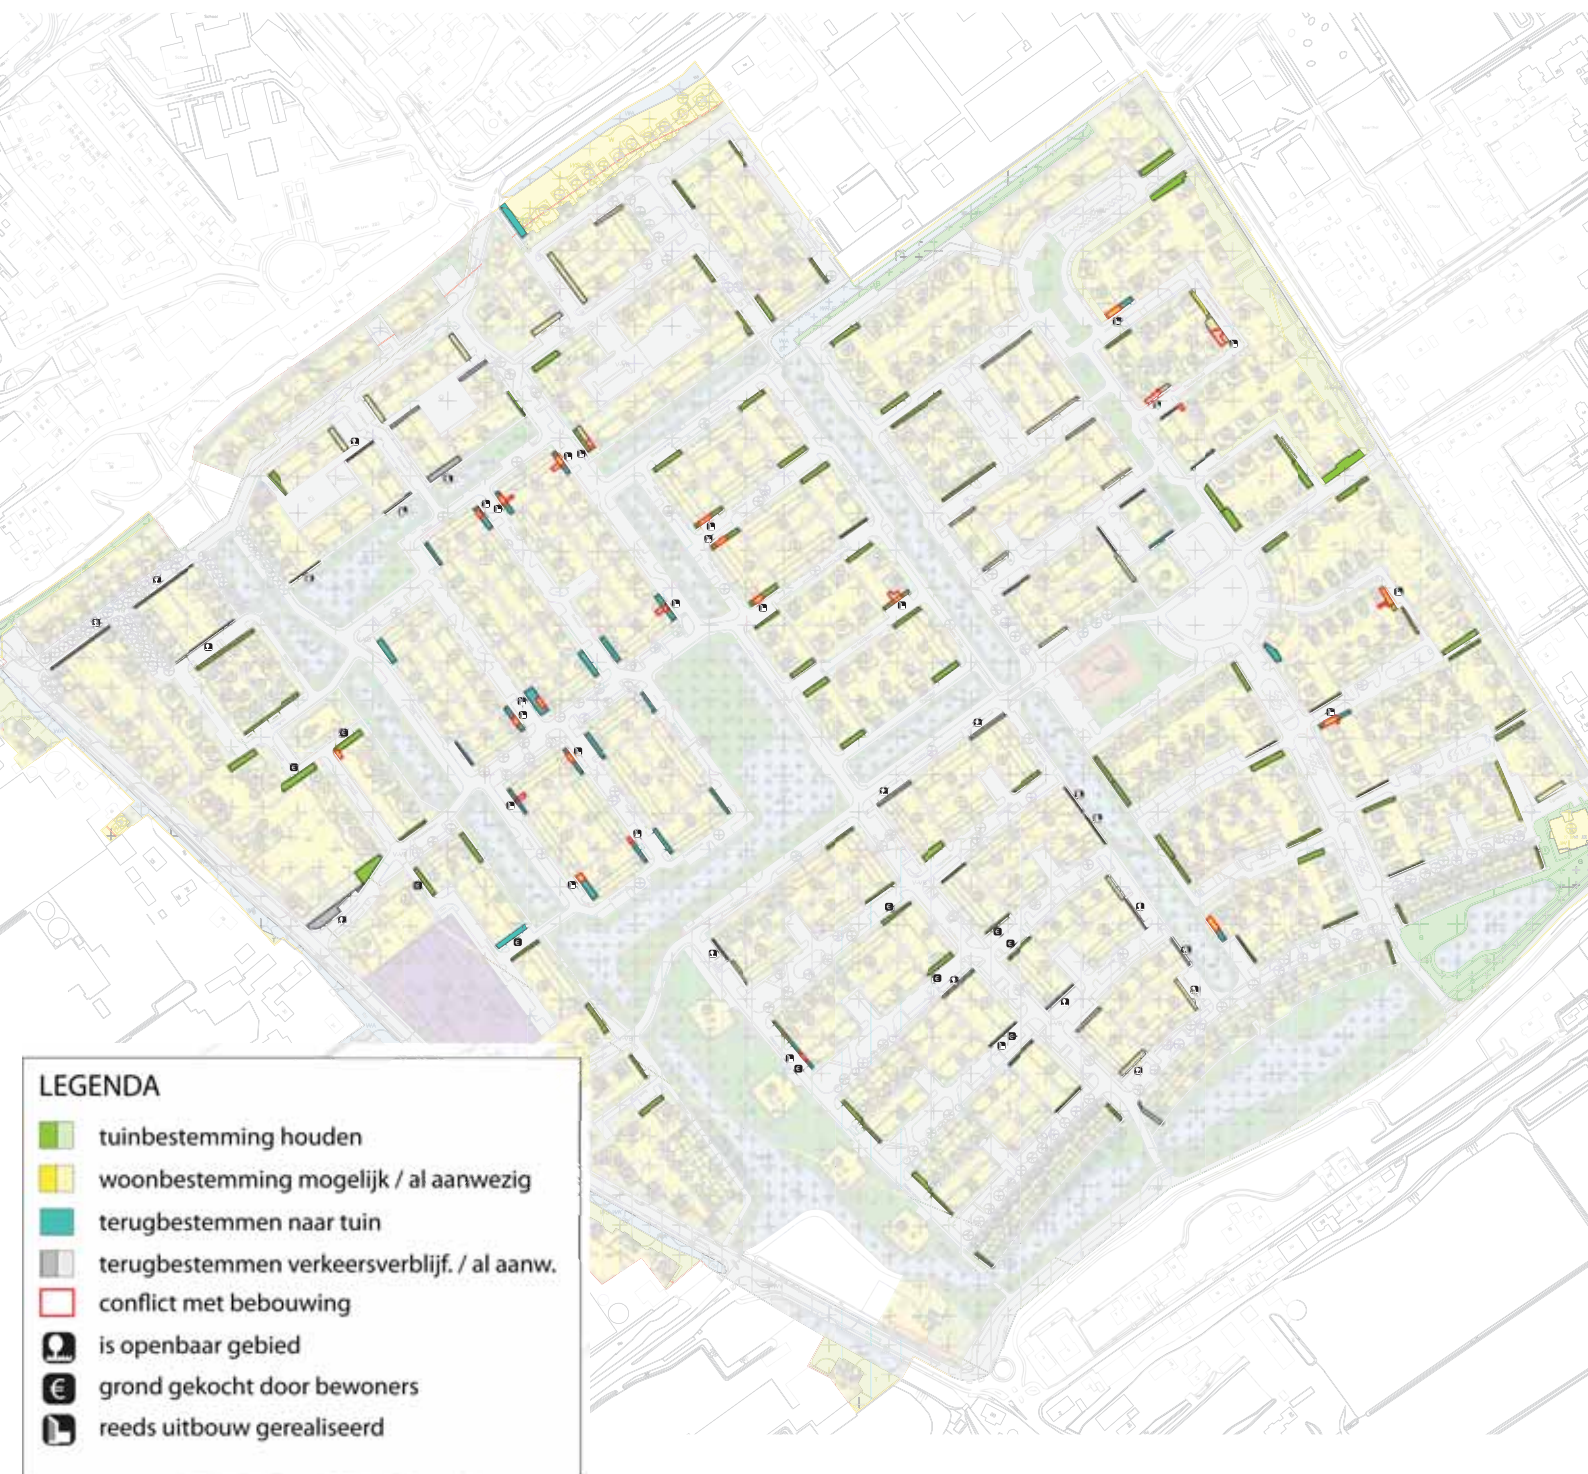 LEGENDA
tuinbestemming houden
woonbestemming mogelijk / al aanwezig
terugbestemmen naar tuin
terugbestemmen verkeersverblijf. / al aanw.
conflict met bebouwing
is openbaar gebied
€ grond gekocht door bewoners
reeds uitbouw gerealiseerd